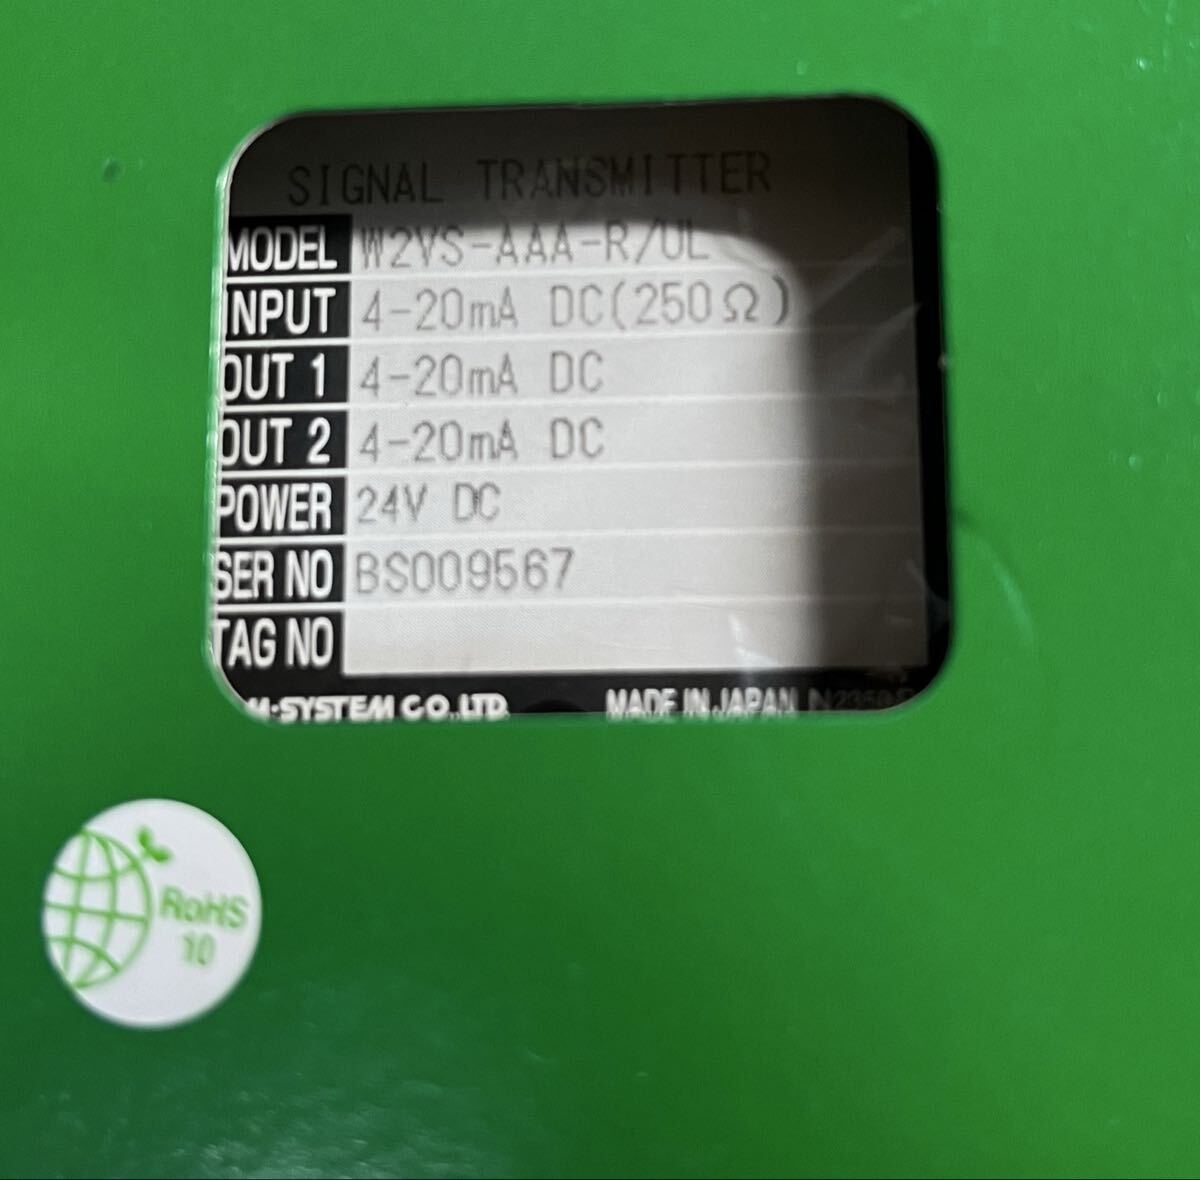 SIGNAL TRANSMITTER
MODEL W2VS-AAA-R/UL
INPUT 4-20mA DC(250Ω)
OUT 1 4-20mA DC
OUT 2 4-20mA DC
POWER 24V DC
SER NO BS009567
TAG NO
M-SYSTEM CO.,LTD. MADE IN JAPAN
RoHS
10